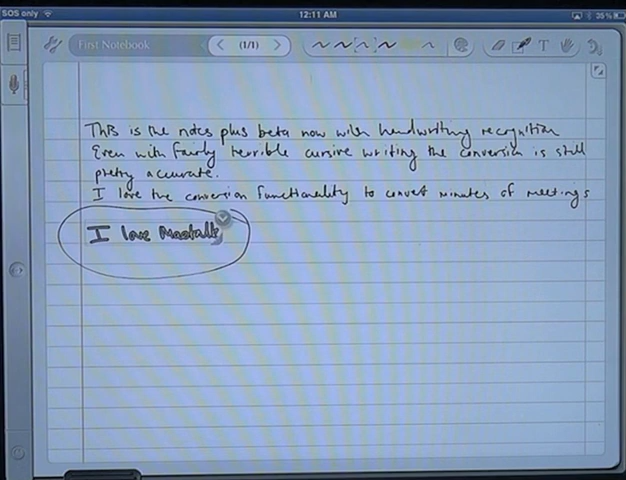 SOS only 12:11 AM 35%
First Notebook (1/1) T
This is the notes plus beta now with handwriting recognition
Even with fairly terrible cursive writing the conversion is still
pretty accurate.
I love the conversion functionality to convert minutes of meetings
I love